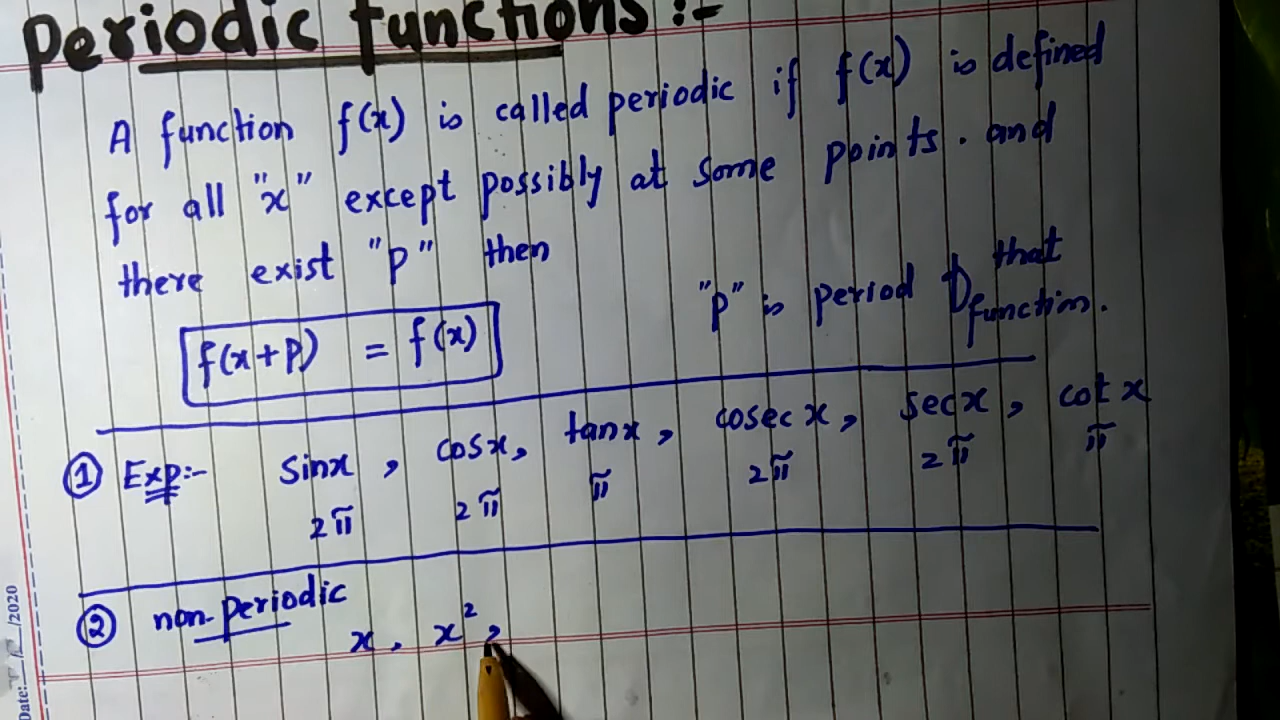 Periodic functions :-
A function f(x) is called periodic if f(x) is defined
for all "x" except possibly at some points. and
there exist "p" then
"p" is period of that function.
f(x+p) = f(x)
① Exp:- sinx, cosx, tanx, cosec x, secx, cot x
2π 2π π 2π 2π π
② non-periodic
x, x²,
Date: / /2020